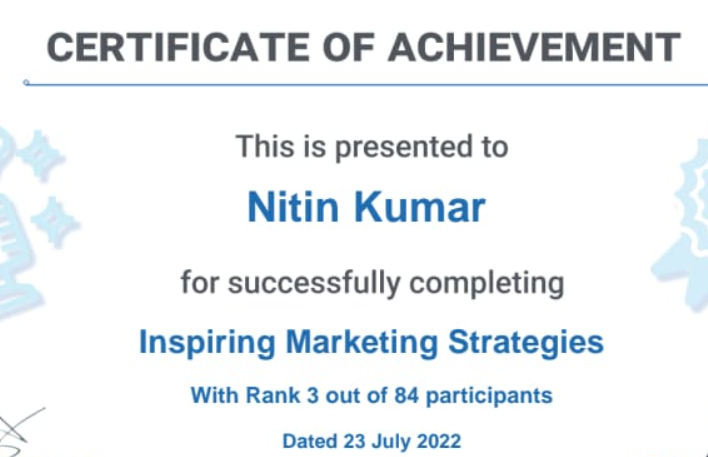 CERTIFICATE OF ACHIEVEMENT
This is presented to
Nitin Kumar
for successfully completing
Inspiring Marketing Strategies
With Rank 3 out of 84 participants
Dated 23 July 2022